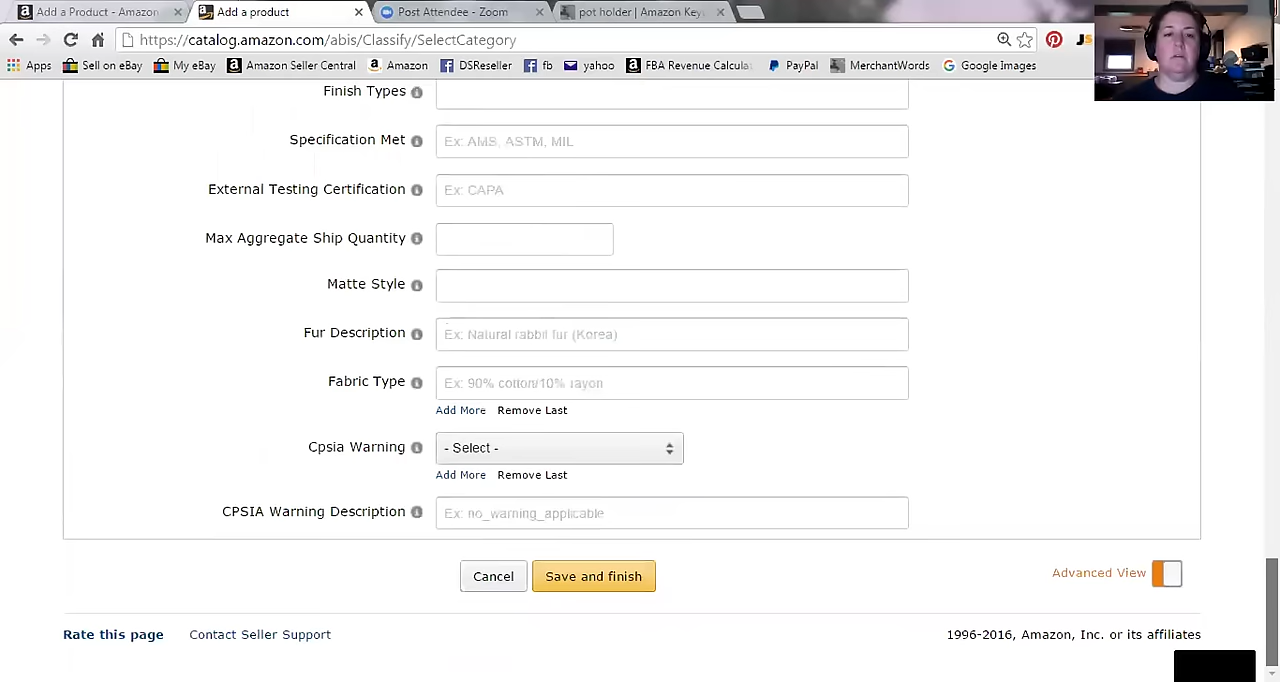 Add a Product - Amazon
Add a product
Post Attendee - Zoom
pot holder | Amazon Key
https://catalog.amazon.com/abis/Classify/SelectCategory
Apps
Sell on eBay
My eBay
Amazon Seller Central
Amazon
Jumpseller
fb
yahoo
FBA Revenue Calcula
PayPal
MerchantWords
Google Images
Finish Types
Specification Met
Ex: AMS, ASTM, MIL
External Testing Certification
Ex: CAPA
Max Aggregate Ship Quantity
Matte Style
Fur Description
Ex: Natural rabbit fur (Korea)
Fabric Type
Ex: 90% cotton/10% rayon
Add More Remove Last
Cpsia Warning
- Select -
Add More Remove Last
CPSIA Warning Description
Ex: no_warning_applicable
Cancel
Save and finish
Advanced View
Rate this page
Contact Seller Support
1996-2016, Amazon, Inc. or its affiliates